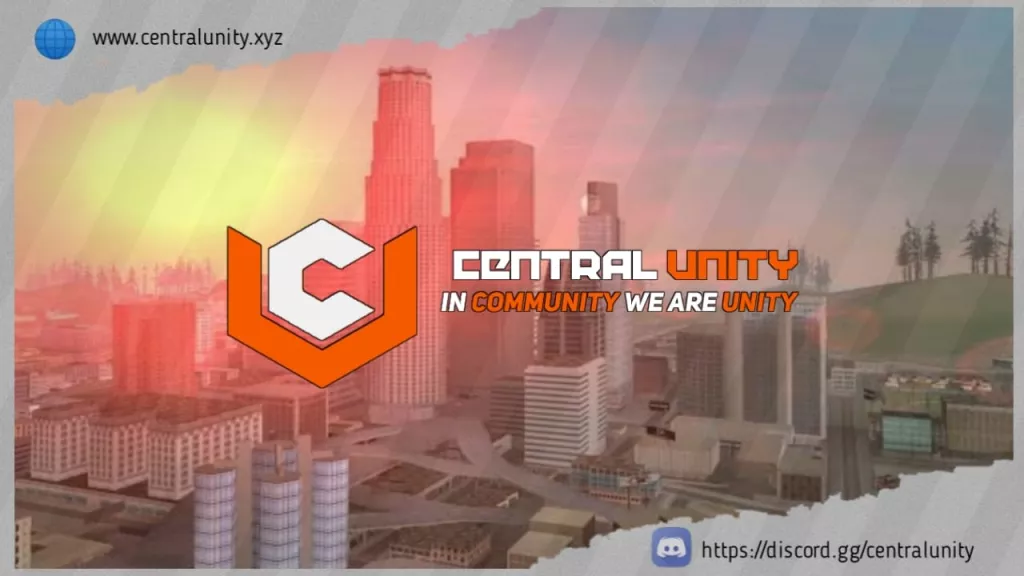 www.centralunity.xyz
CENTRAL UNITY
IN COMMUNITY WE ARE UNITY
https://discord.gg/centralunity